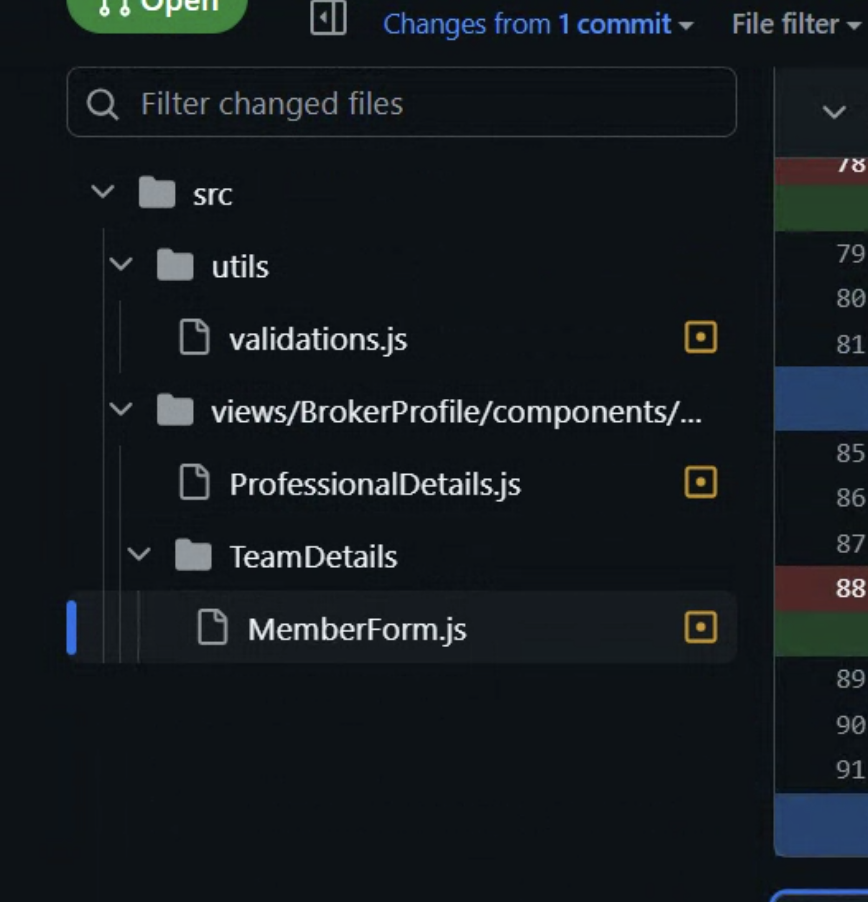 Open
Changes from 1 commit
File filter
Filter changed files
src
utils
validations.js
views/BrokerProfile/components/...
ProfessionalDetails.js
TeamDetails
MemberForm.js
78
79
80
81
85
86
87
88
89
90
91